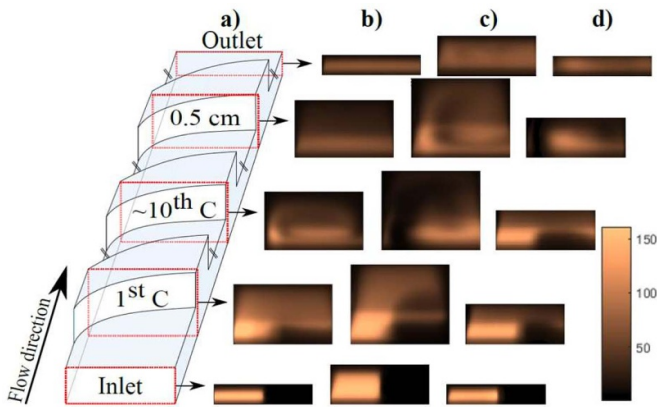 a)
b)
c)
d)
Outlet
0.5 cm
~10th C
1st C
Inlet
Flow direction
150
100
50